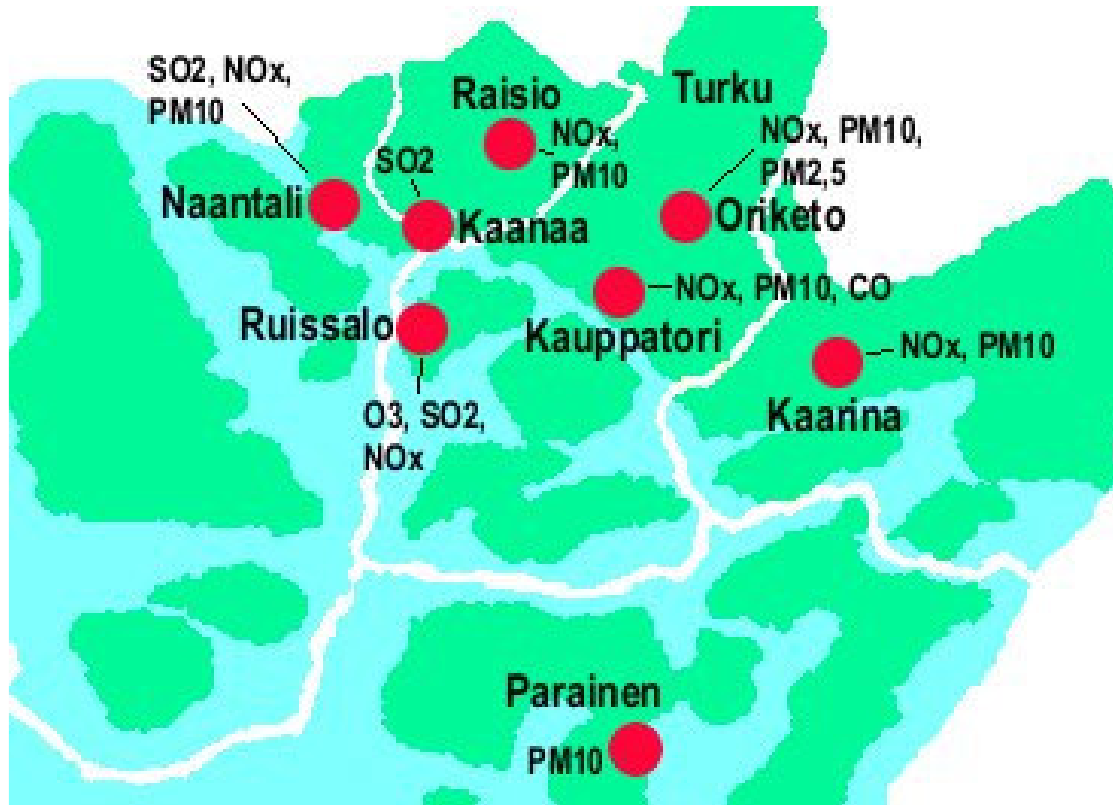 SO2, NOx,
PM10
Raisio
Turku
NOx,
PM10
NOx, PM10,
PM2,5
SO2
Naantali
Kaanaa
Oriketo
NOx, PM10, CO
Ruissalo
Kauppatori
NOx, PM10
Kaarina
O3, SO2,
NOx
Parainen
PM10